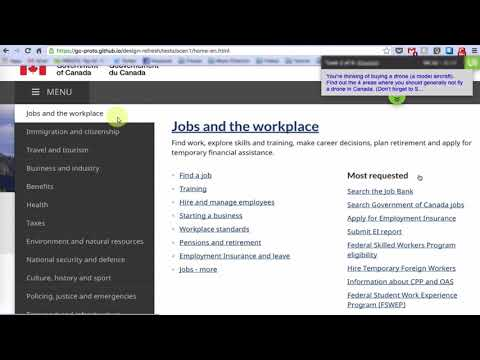 https://gc-proto.github.io/design-refresh/tests/scen1/home-en.html
Government
of Canada
Gouvernement
du Canada
Task 2 of 6
You're thinking of buying a drone (a model aircraft).
Find out the 4 areas where you should generally not fly
a drone in Canada. (Don't forget to S...
MENU
Jobs and the workplace
Immigration and citizenship
Travel and tourism
Business and industry
Benefits
Health
Taxes
Environment and natural resources
National security and defence
Culture, history and sport
Policing, justice and emergencies
Transport and infrastructure
Jobs and the workplace
Find work, explore skills and training, make career decisions, plan retirement and apply for
temporary financial assistance.
Find a job
Training
Hire and manage employees
Starting a business
Workplace standards
Pensions and retirement
Employment Insurance and leave
Jobs - more
Most requested
Search the Job Bank
Search Government of Canada jobs
Apply for Employment Insurance
Submit EI report
Federal Skilled Workers Program
eligibility
Hire Temporary Foreign Workers
Information about CPP and OAS
Federal Student Work Experience
Program [FSWEP]